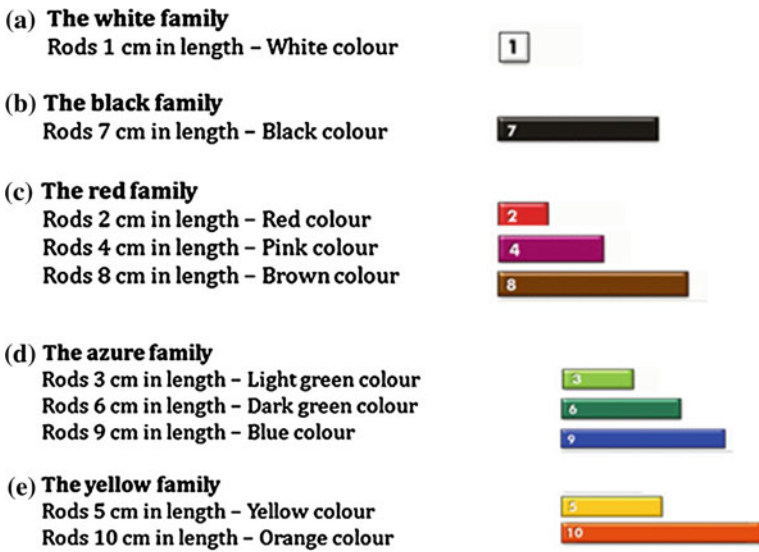 (a) The white family
Rods 1 cm in length – White colour
1
(b) The black family
Rods 7 cm in length – Black colour
7
(c) The red family
Rods 2 cm in length – Red colour
2
Rods 4 cm in length – Pink colour
4
Rods 8 cm in length – Brown colour
8
(d) The azure family
Rods 3 cm in length – Light green colour
3
Rods 6 cm in length – Dark green colour
6
Rods 9 cm in length – Blue colour
9
(e) The yellow family
Rods 5 cm in length – Yellow colour
5
Rods 10 cm in length – Orange colour
10